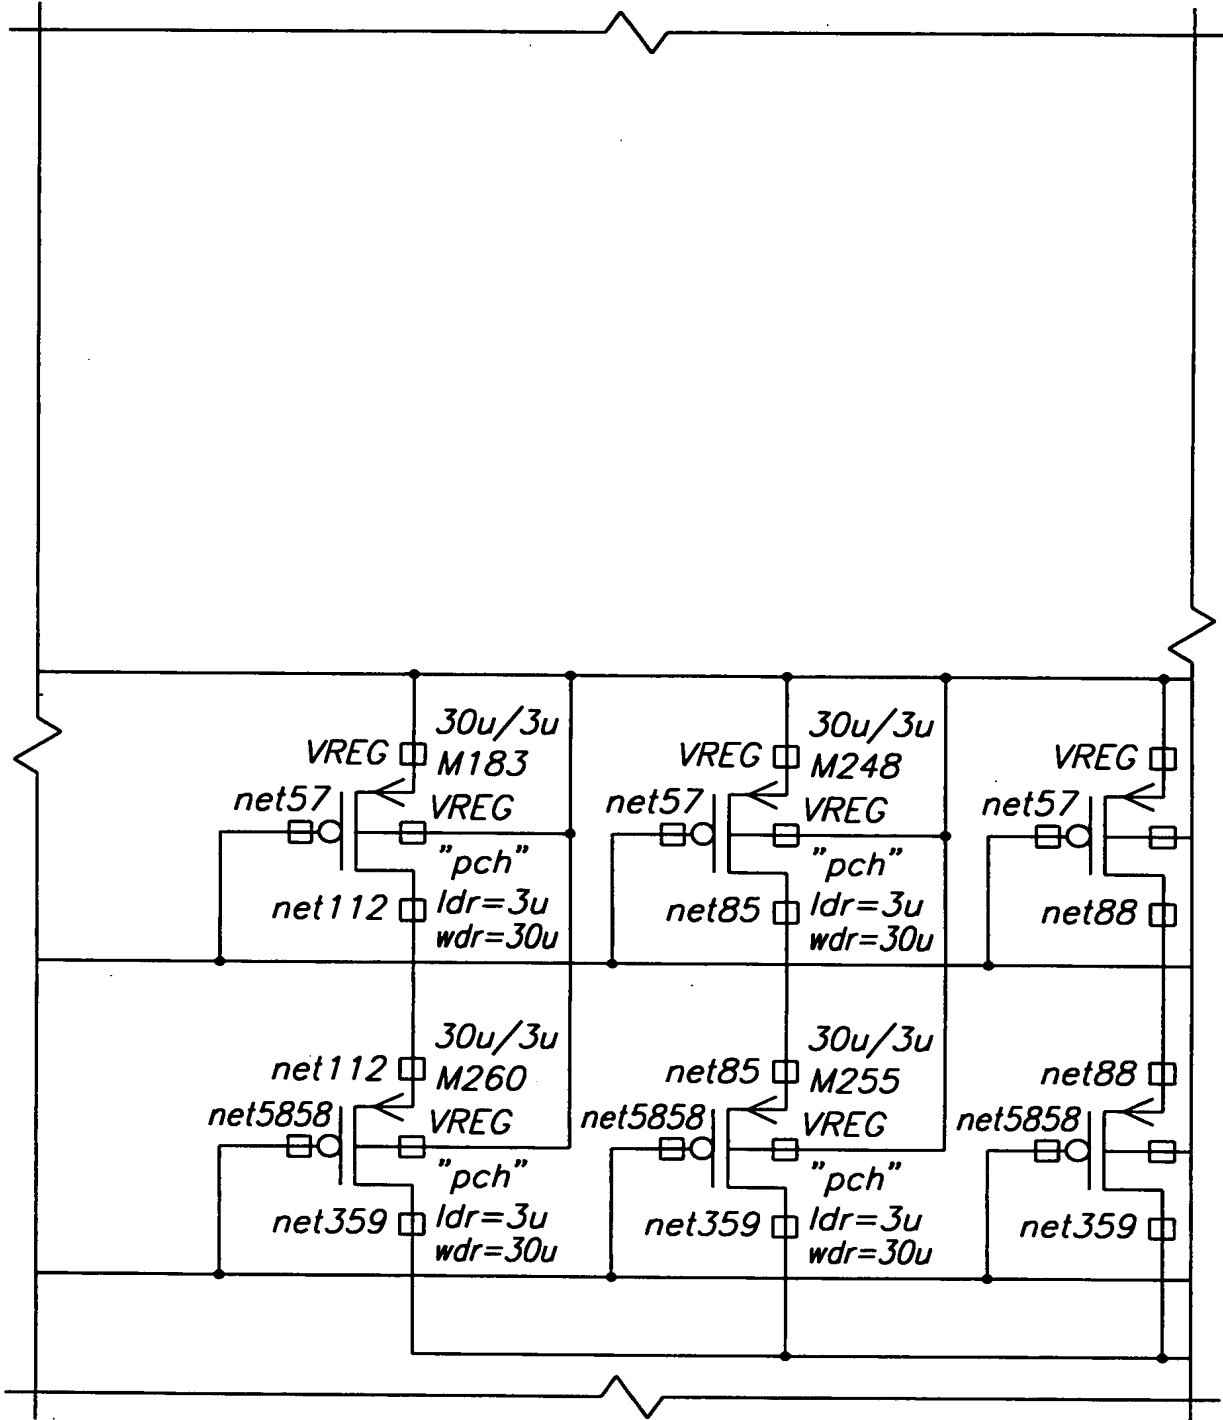 30u/3u
VREG
M183
net57
VREG
"pch"
net112
ldr=3u
wdr=30u
30u/3u
VREG
M248
net57
VREG
"pch"
net85
ldr=3u
wdr=30u
VREG
net57
net88
30u/3u
net112
M260
net5858
VREG
"pch"
net359
ldr=3u
wdr=30u
30u/3u
net85
M255
net5858
VREG
"pch"
net359
ldr=3u
wdr=30u
net88
net5858
net359